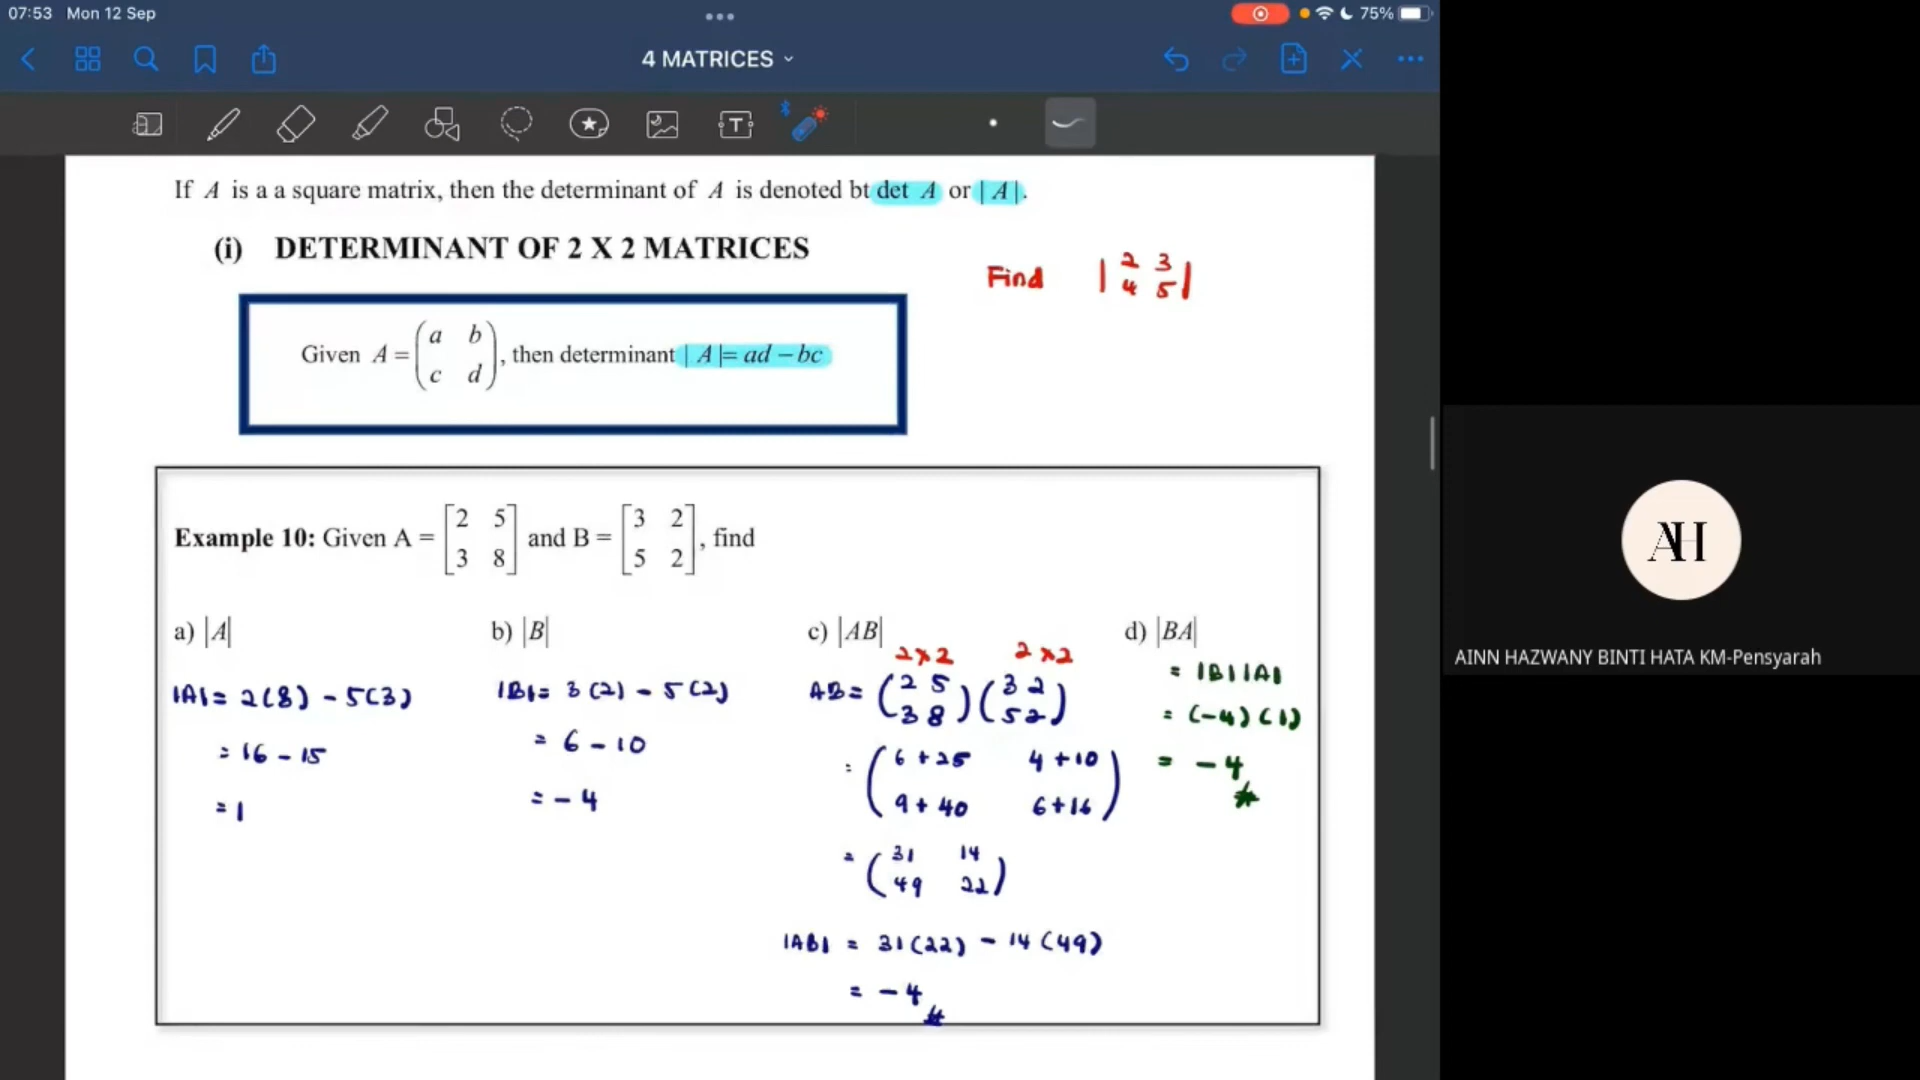 07:53 Mon 12 Sep
75%
4 MATRICES
If A is a a square matrix, then the determinant of A is denoted bt det A or |A|.
(i) DETERMINANT OF 2 X 2 MATRICES
Find | 2 3
4 5 |
Given A = ( a b
c d ), then determinant |A|= ad − bc
Example 10: Given A = [ 2 5
3 8 ] and B = [ 3 2
5 2 ], find
a) |A|
|A| = 2(8) - 5(3)
= 16 - 15
= 1
b) |B|
|B| = 3(2) - 5(2)
= 6 - 10
= - 4
c) |AB|
2x2 2x2
AB = ( 2 5
3 8 ) ( 3 2
5 2 )
= ( 6 + 25 4 + 10
9 + 40 6 + 16 )
= ( 31 14
49 22 )
|AB| = 31(22) - 14(49)
= - 4
d) |BA|
= |B||A|
= (-4)(1)
= - 4
AH
AINN HAZWANY BINTI HATA KM-Pensyarah